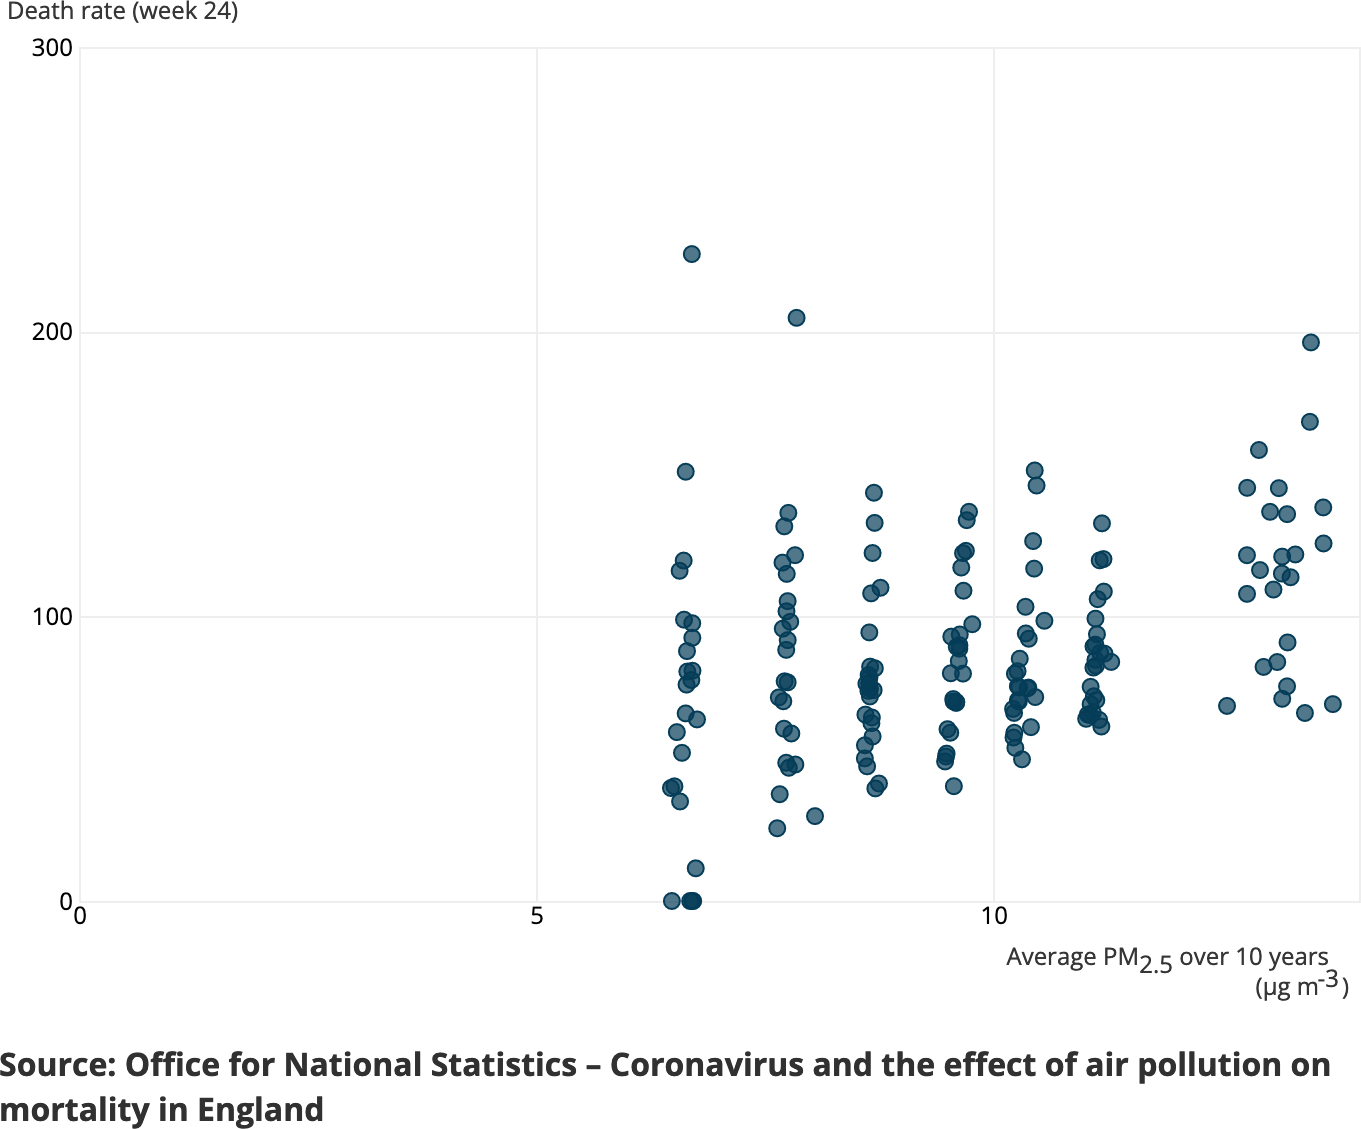 Death rate (week 24)
300
200
100
0
0 5 10
Average PM2.5 over 10 years
(µg m-3)
Source: Office for National Statistics – Coronavirus and the effect of air pollution on
mortality in England